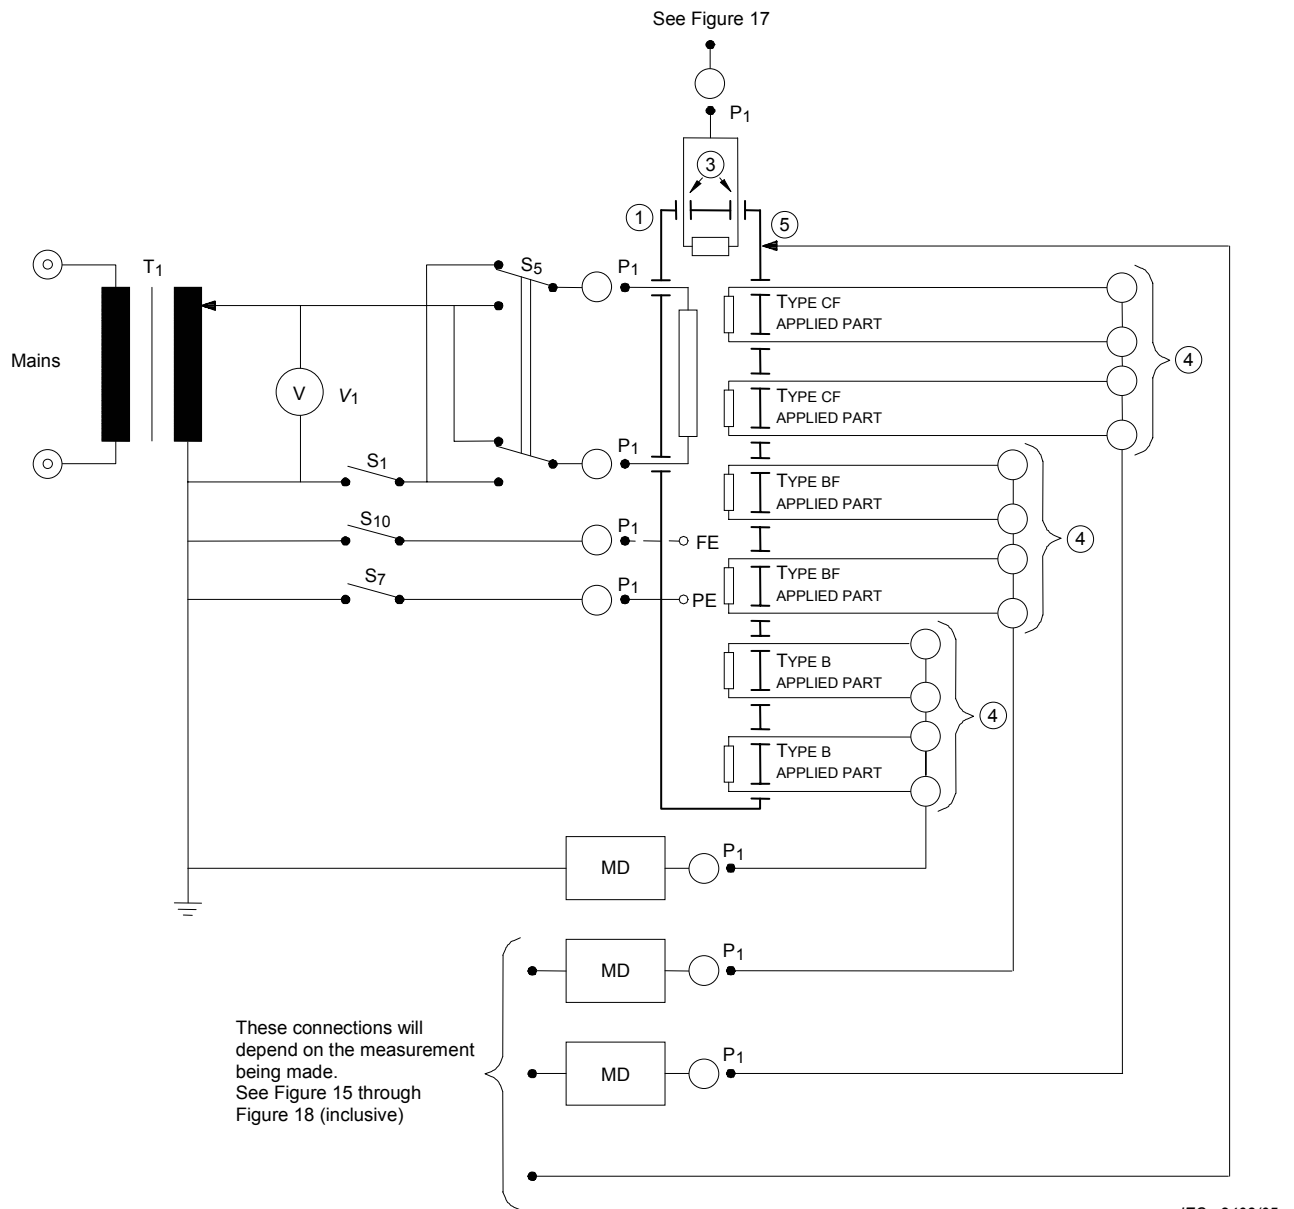 See Figure 17
P1
3
1
5
T1
S5
P1
TYPE CF
APPLIED PART
4
Mains
V
V1
TYPE CF
APPLIED PART
P1
S1
TYPE BF
APPLIED PART
S10
P1
FE
4
S7
P1
PE
TYPE BF
APPLIED PART
TYPE B
APPLIED PART
4
TYPE B
APPLIED PART
MD
P1
MD
P1
These connections will
depend on the measurement
being made.
See Figure 15 through
Figure 18 (inclusive)
MD
P1